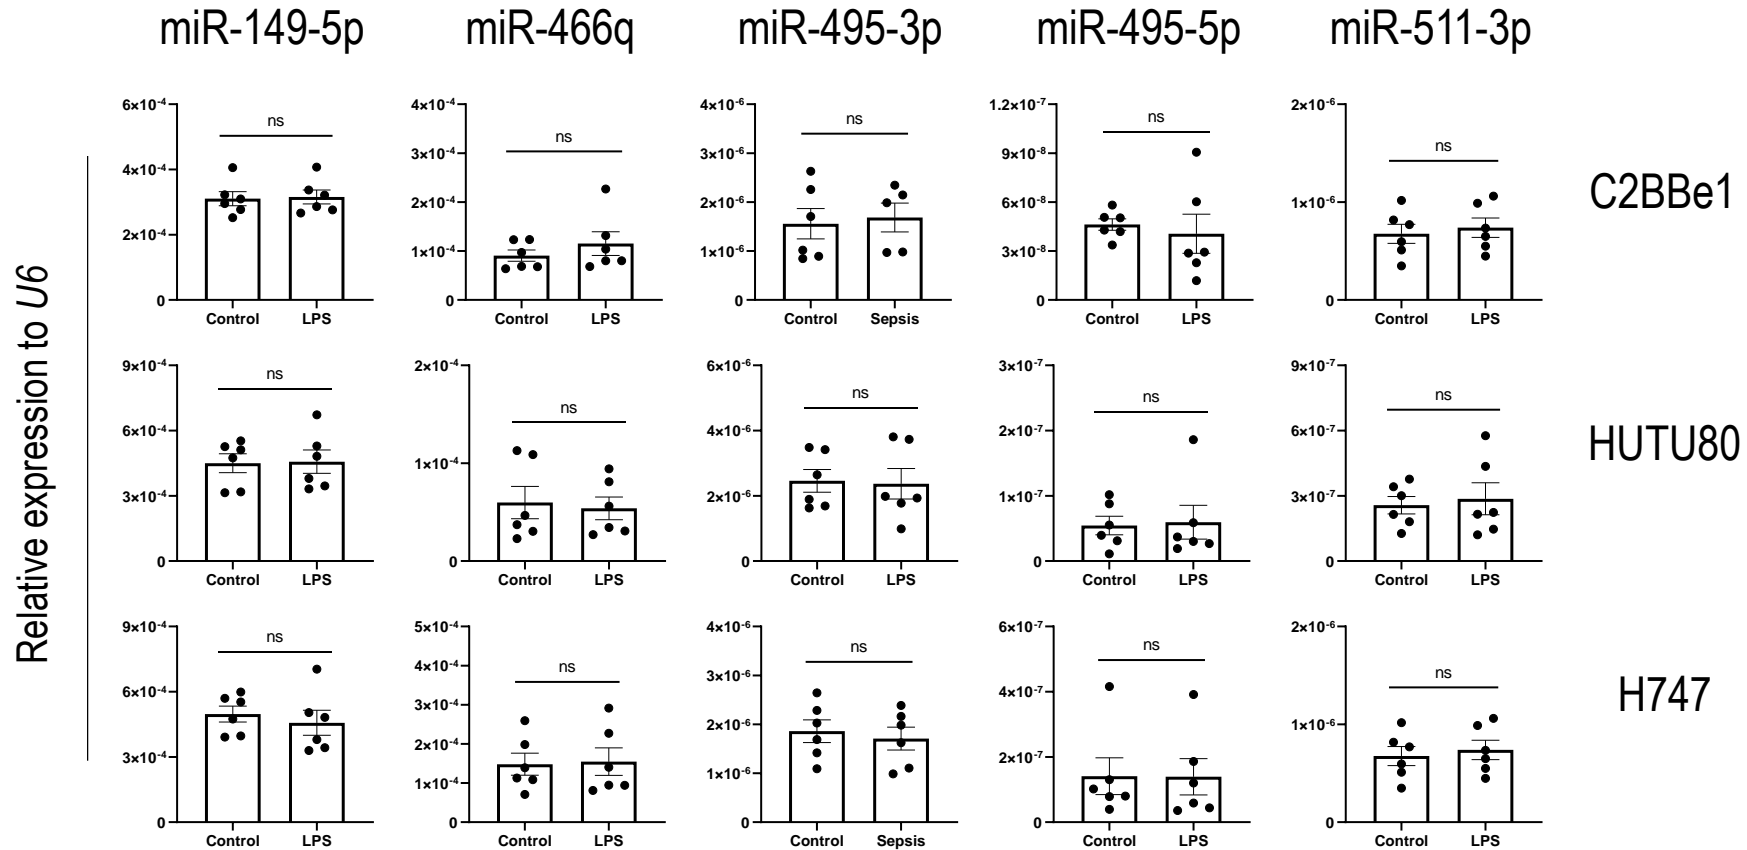 miR-149-5p miR-466q miR-495-3p miR-495-5p miR-511-3p
Relative expression to U6
6×10-4 4×10-4 2×10-4 0 ns Control LPS
4×10-4 3×10-4 2×10-4 1×10-4 0 ns Control LPS
4×10-6 3×10-6 2×10-6 1×10-6 0 ns Control Sepsis
1.2×10-7 9×10-8 6×10-8 3×10-8 0 ns Control LPS
2×10-6 1×10-6 0 ns Control LPS
C2BBe1
9×10-4 6×10-4 3×10-4 0 ns Control LPS
2×10-4 1×10-4 0 ns Control LPS
6×10-6 4×10-6 2×10-6 0 ns Control LPS
3×10-7 2×10-7 1×10-7 0 ns Control LPS
9×10-7 6×10-7 3×10-7 0 ns Control LPS
HUTU80
9×10-4 6×10-4 3×10-4 0 ns Control LPS
5×10-4 4×10-4 3×10-4 2×10-4 1×10-4 0 ns Control LPS
4×10-6 3×10-6 2×10-6 1×10-6 0 ns Control Sepsis
6×10-7 4×10-7 2×10-7 0 ns Control LPS
2×10-6 1×10-6 0 ns Control LPS
H747